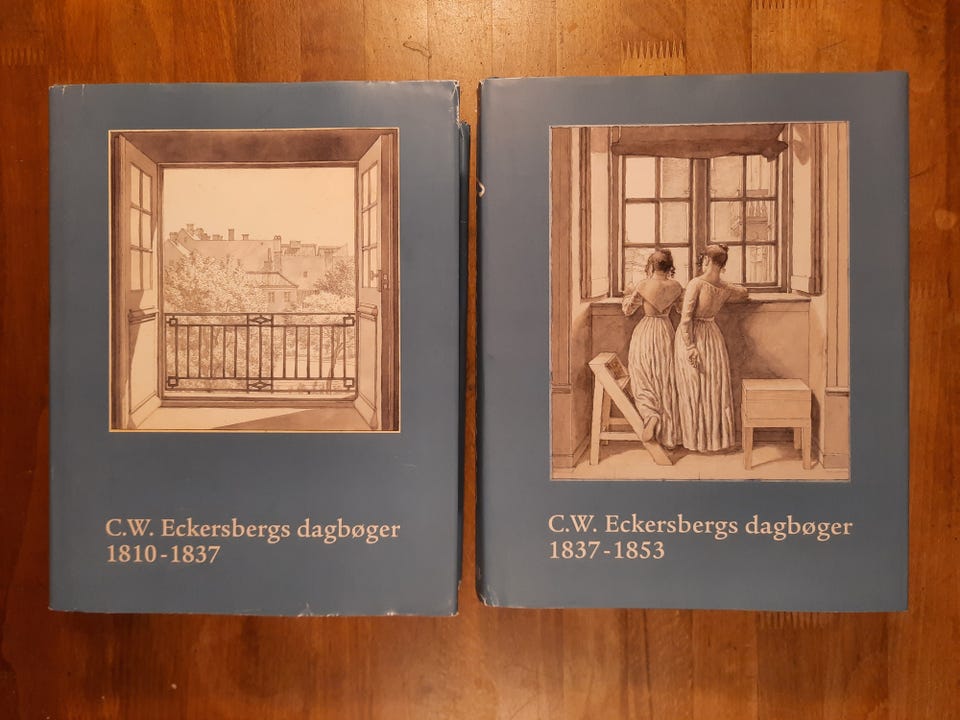 C.W. Eckersbergs dagbøger
1810-1837
C.W. Eckersbergs dagbøger
1837-1853